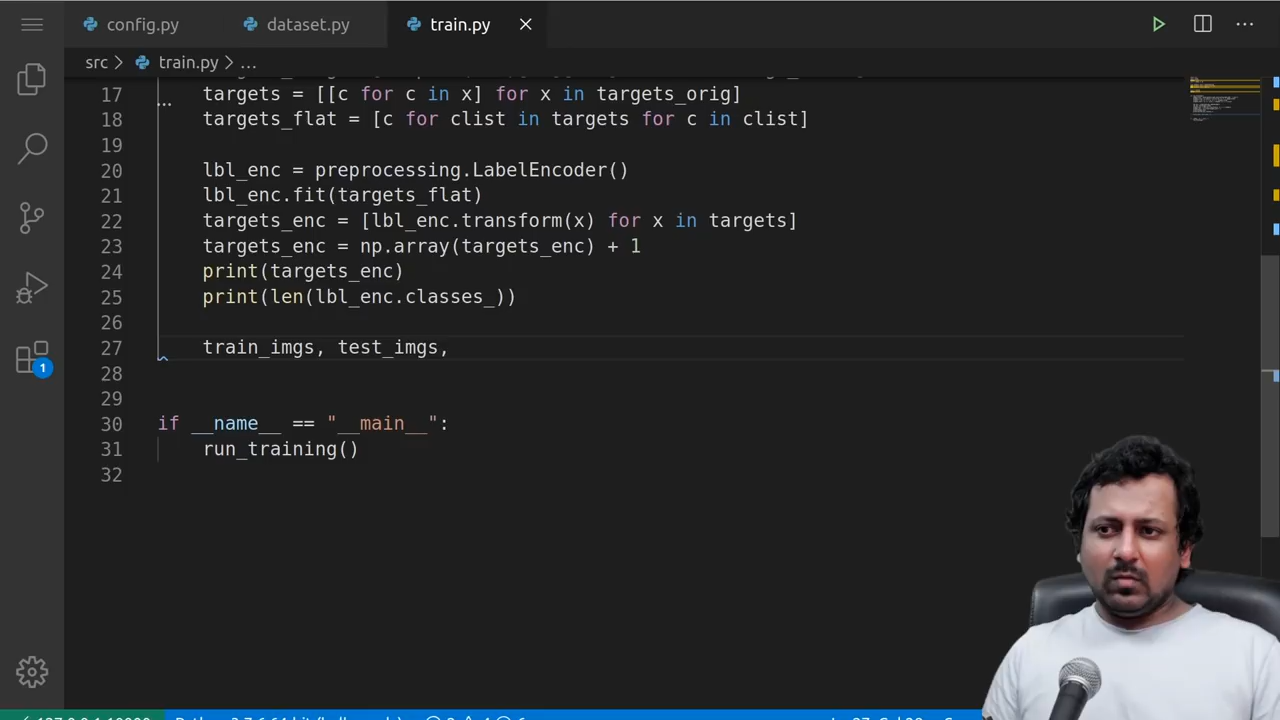 config.py dataset.py train.py
src > train.py > ...
17 targets = [[c for c in x] for x in targets_orig]
18 targets_flat = [c for clist in targets for c in clist]
19
20 lbl_enc = preprocessing.LabelEncoder()
21 lbl_enc.fit(targets_flat)
22 targets_enc = [lbl_enc.transform(x) for x in targets]
23 targets_enc = np.array(targets_enc) + 1
24 print(targets_enc)
25 print(len(lbl_enc.classes_))
26
27 train_imgs, test_imgs,
28
29
30 if __name__ == "__main__":
31 run_training()
32
1